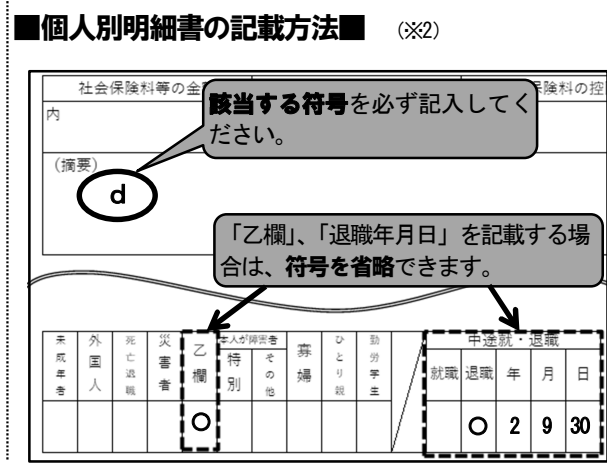 ■個人別明細書の記載方法■ (※2)
社会保険料等の金
保険料の控
内
該当する符号を必ず記入してく
ださい。
(摘要)
d
「乙欄」、「退職年月日」を記載する場
合は、符号を省略できます。
未成年者
外国人
死亡退職
災害者
乙欄
本人が障害者
特別
その他
寡婦
ひとり親
勤労学生
中途就・退職
就職 退職 年 月 日
○ ○ 2 9 30